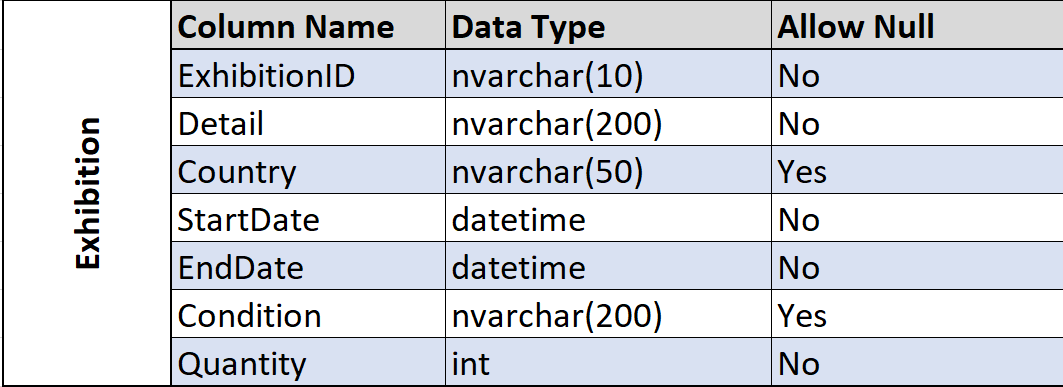 Exhibition
Column Name Data Type Allow Null
ExhibitionID nvarchar(10) No
Detail nvarchar(200) No
Country nvarchar(50) Yes
StartDate datetime No
EndDate datetime No
Condition nvarchar(200) Yes
Quantity int No